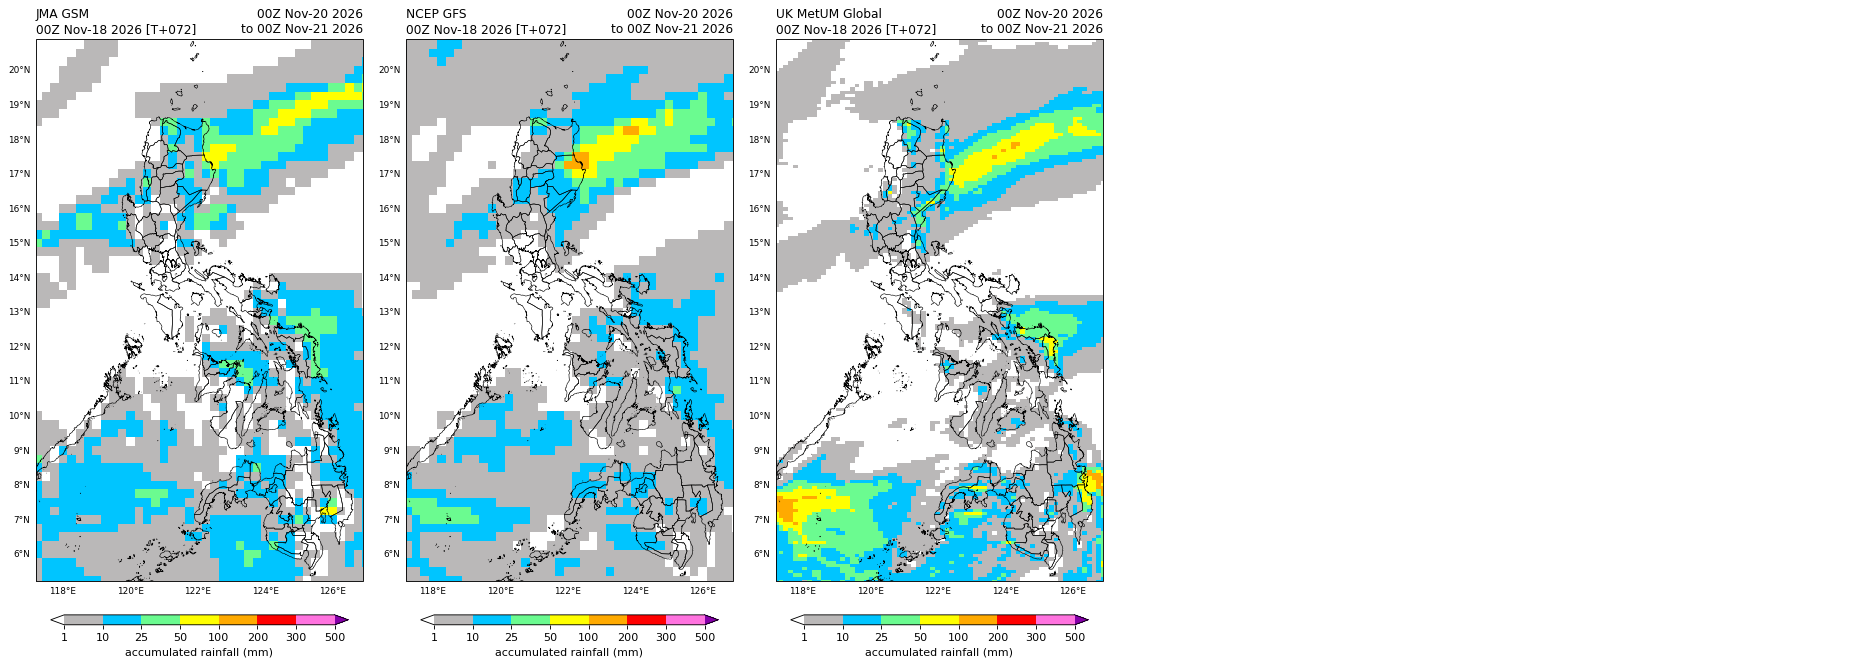 JMA GSM 00Z Nov-20 2026
00Z Nov-18 2026 [T+072] to 00Z Nov-21 2026
20°N
19°N
18°N
17°N
16°N
15°N
14°N
13°N
12°N
11°N
10°N
9°N
8°N
7°N
6°N
118°E 120°E 122°E 124°E 126°E
1 10 25 50 100 200 300 500
accumulated rainfall (mm)
NCEP GFS 00Z Nov-20 2026
00Z Nov-18 2026 [T+072] to 00Z Nov-21 2026
20°N
19°N
18°N
17°N
16°N
15°N
14°N
13°N
12°N
11°N
10°N
9°N
8°N
7°N
6°N
118°E 120°E 122°E 124°E 126°E
1 10 25 50 100 200 300 500
accumulated rainfall (mm)
UK MetUM Global 00Z Nov-20 2026
00Z Nov-18 2026 [T+072] to 00Z Nov-21 2026
20°N
19°N
18°N
17°N
16°N
15°N
14°N
13°N
12°N
11°N
10°N
9°N
8°N
7°N
6°N
118°E 120°E 122°E 124°E 126°E
1 10 25 50 100 200 300 500
accumulated rainfall (mm)